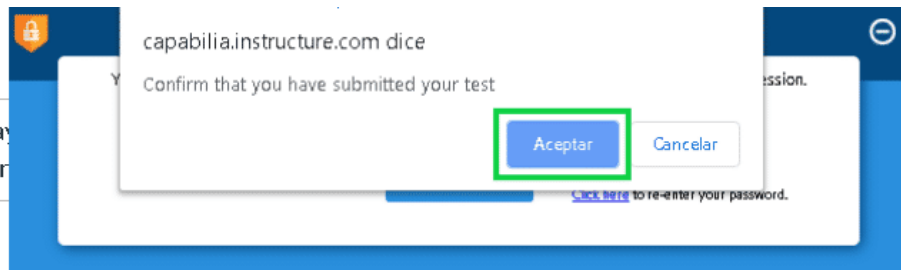 capabilia.instructure.com dice
Confirm that you have submitted your test
Aceptar
Cancelar
Click here to re-enter your password.